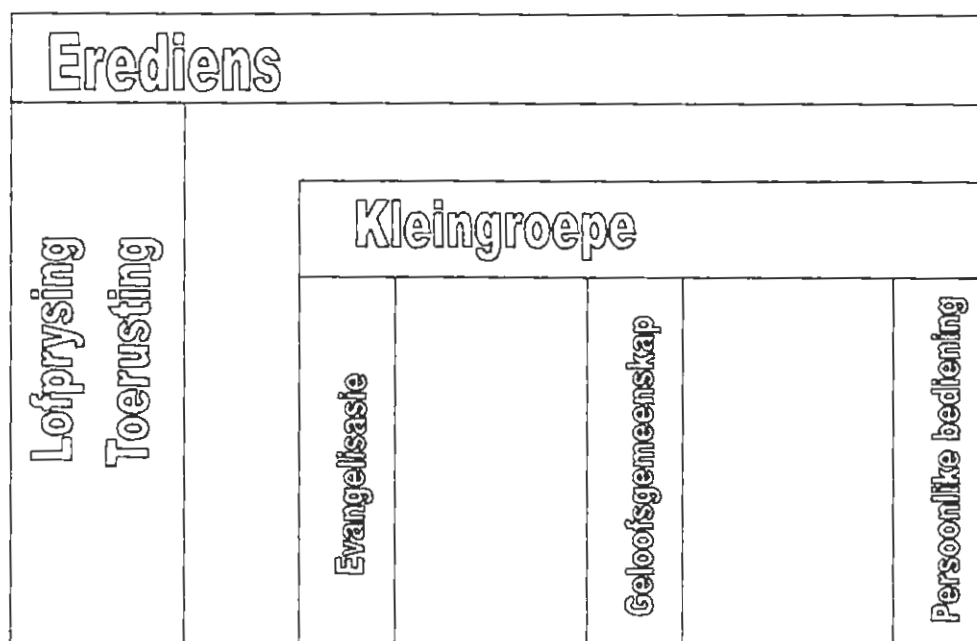 Erediens
Lofprysing
Toerusting
Kleingroepe
Evangelisasie
Geloofsgemeenskap
Persoonlike bediening